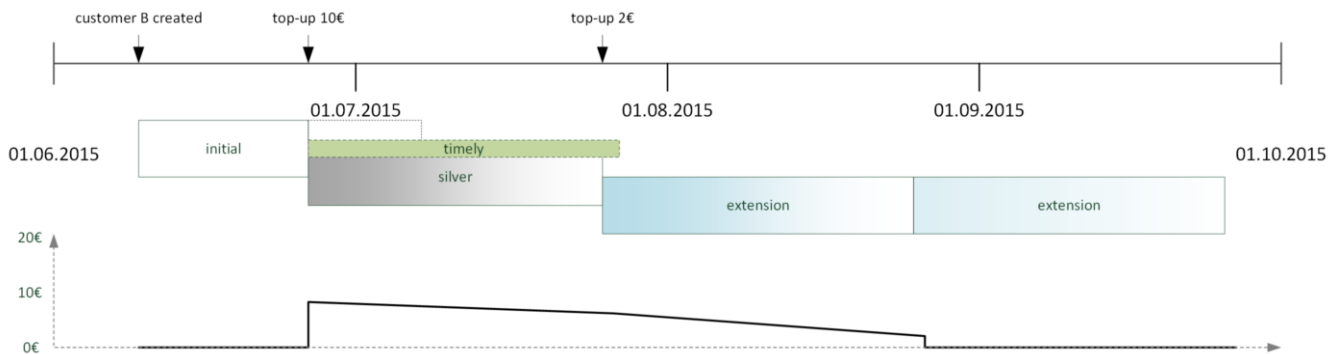 customer B created
top-up 10€
top-up 2€
01.07.2015
01.08.2015
01.09.2015
01.06.2015
initial
timely
01.10.2015
silver
extension
extension
20€
10€
0€